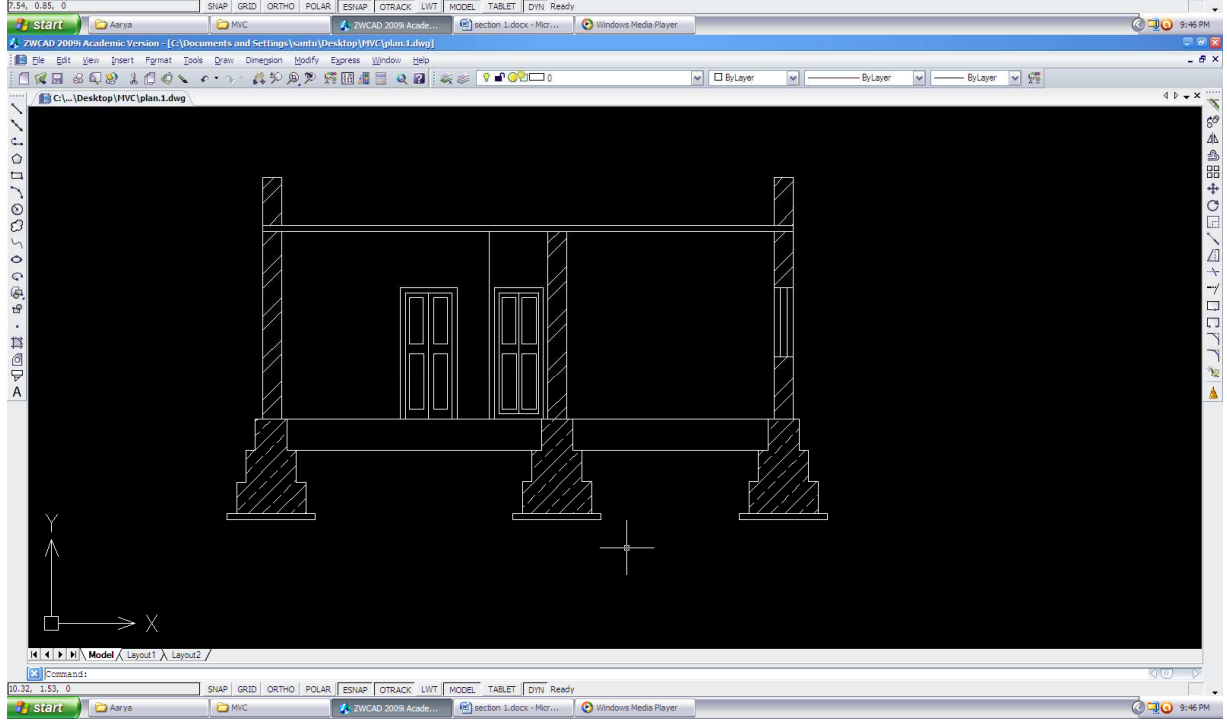 7.54, 0.85, 0 SNAP GRID ORTHO POLAR ESNAP OTRACK LWT MODEL TABLET DYN Ready
start Aarya MVC ZWCAD 2009i Acade... section 1.docx - Micr... Windows Media Player 9:46 PM
ZWCAD 2009i Academic Version - [C:\Documents and Settings\santu\Desktop\MVC\plan.1.dwg]
File Edit View Insert Format Tools Draw Dimension Modify Express Window Help
0 ByLayer ByLayer ByLayer
C:\...\Desktop\MVC\plan.1.dwg
A
Y
X
Model Layout1 Layout2
Command:
10.32, 1.53, 0 SNAP GRID ORTHO POLAR ESNAP OTRACK LWT MODEL TABLET DYN Ready
start Aarya MVC ZWCAD 2009i Acade... section 1.docx - Micr... Windows Media Player 9:46 PM